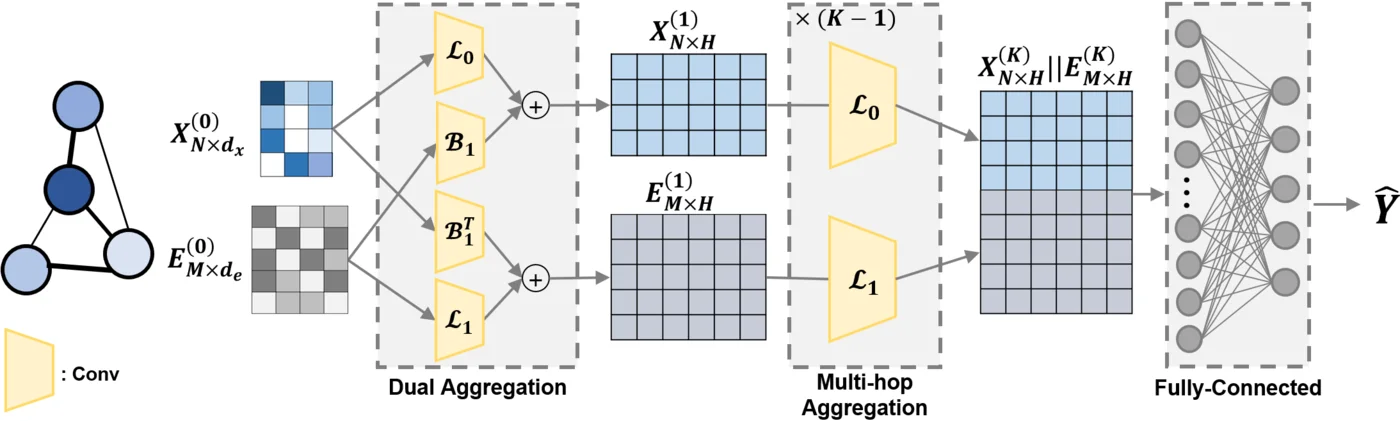 $X^{(0)}_{N \times d_x}$
$E^{(0)}_{M \times d_e}$
: Conv
$\mathcal{L}_0$
$\mathcal{B}_1$
$\mathcal{B}_1^T$
$\mathcal{L}_1$
+
+
Dual Aggregation
$X^{(1)}_{N \times H}$
$E^{(1)}_{M \times H}$
$\times (K-1)$
$\mathcal{L}_0$
$\mathcal{L}_1$
Multi-hop
Aggregation
$X^{(K)}_{N \times H} || E^{(K)}_{M \times H}$
Fully-Connected
$\hat{Y}$